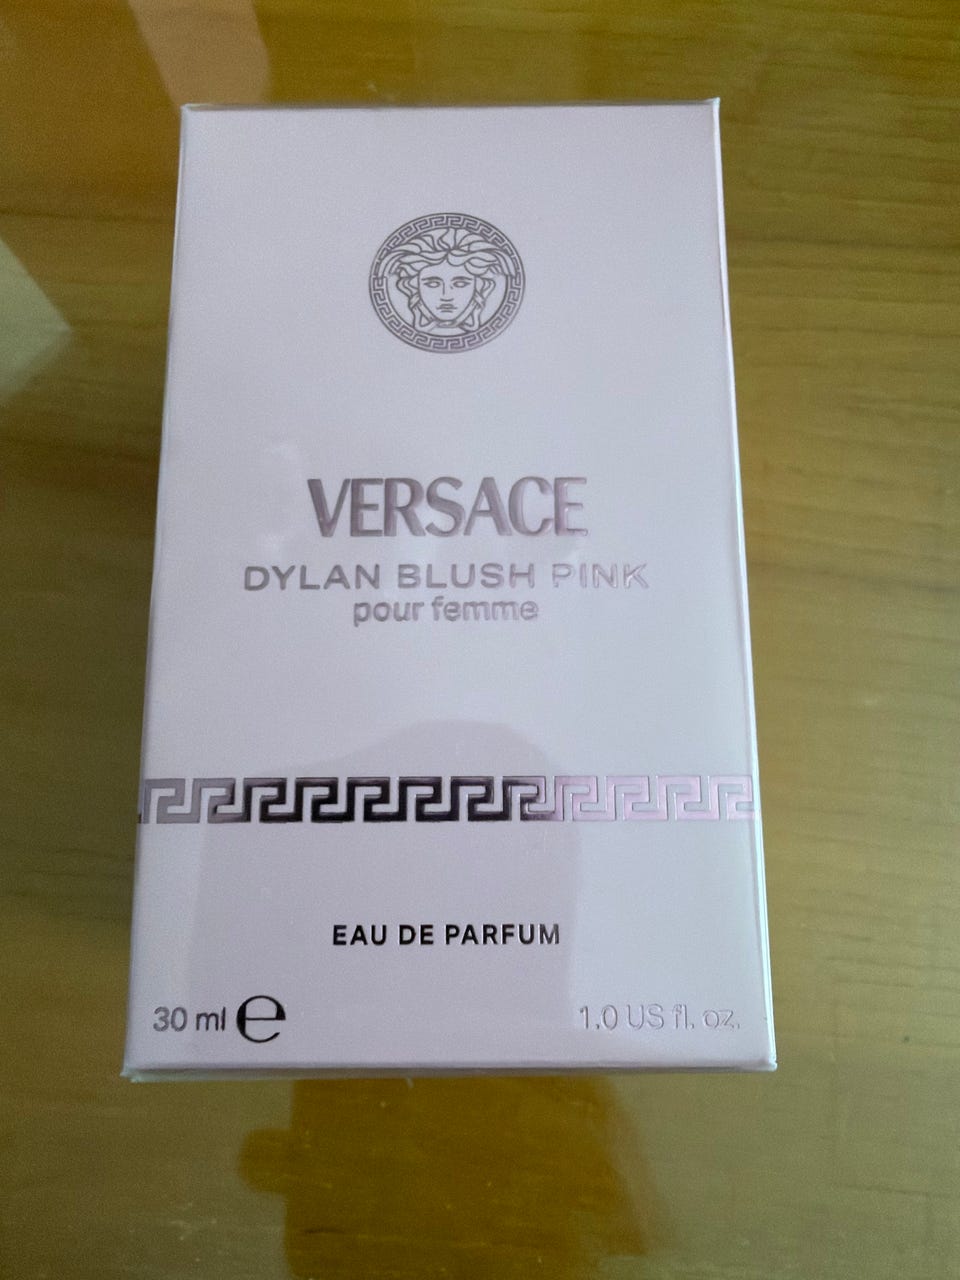 VERSACE
DYLAN BLUSH PINK
pour femme
EAU DE PARFUM
30 ml ℮
1.0 US fl. oz.